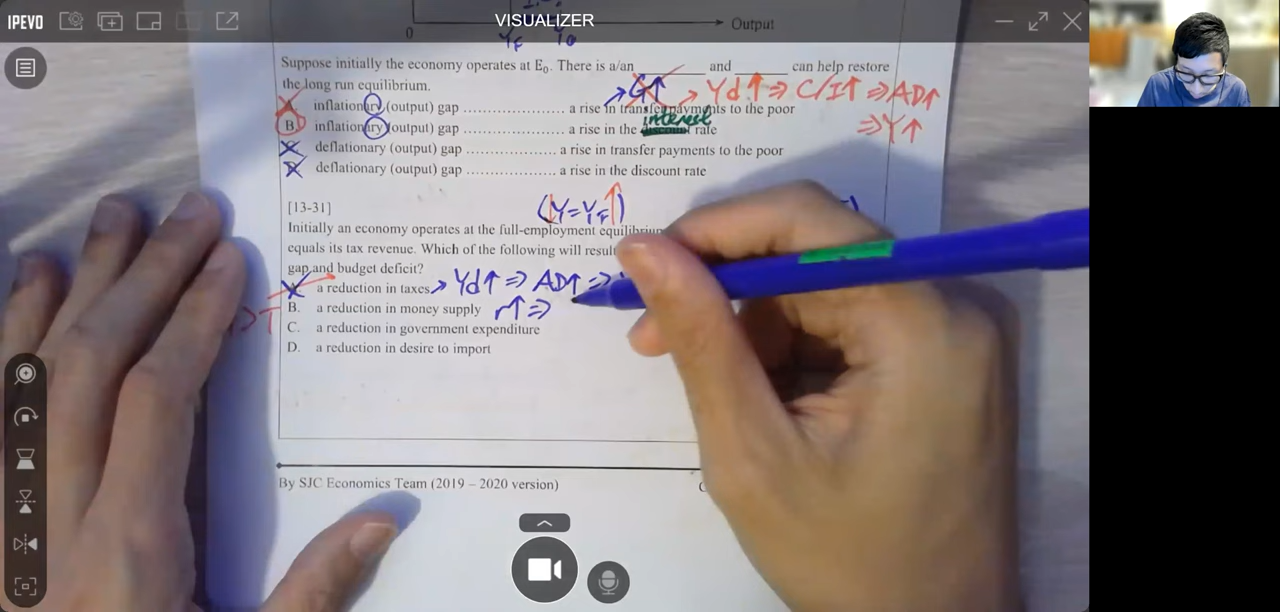 IPEVO
VISUALIZER
0
YF Y0
Output
Suppose initially the economy operates at E0. There is a/an ________ and ________ can help restore
the long run equilibrium.
G↑ → Yd↑ ⇒ C/I↑ ⇒ AD↑
⇒ Y↑
A. inflationary (output) gap .................. a rise in transfer payments to the poor
interest
B. inflationary (output) gap .................. a rise in the discount rate
C. deflationary (output) gap .................. a rise in transfer payments to the poor
D. deflationary (output) gap .................. a rise in the discount rate
[13-31]
(Y=YF↑)
Initially an economy operates at the full-employment equilibrium
equals its tax revenue. Which of the following will result
gap and budget deficit?
A. a reduction in taxes → Yd↑ ⇒ AD↑ ⇒
B. a reduction in money supply r↑ ⇒
> T
C. a reduction in government expenditure
D. a reduction in desire to import
By SJC Economics Team (2019 – 2020 version)